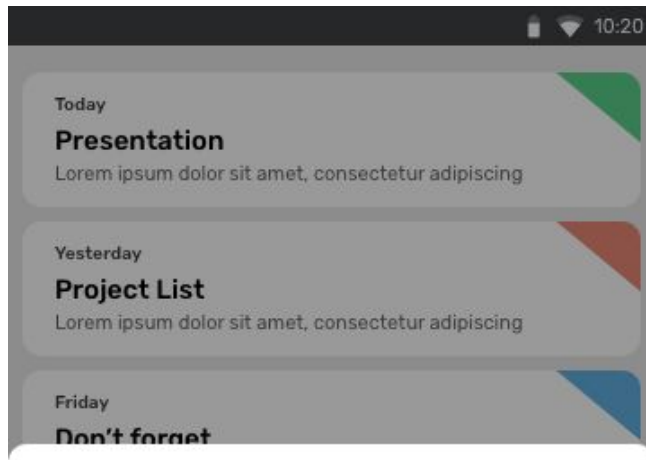 10:20
Today
Presentation
Lorem ipsum dolor sit amet, consectetur adipiscing
Yesterday
Project List
Lorem ipsum dolor sit amet, consectetur adipiscing
Friday
Don’t forget